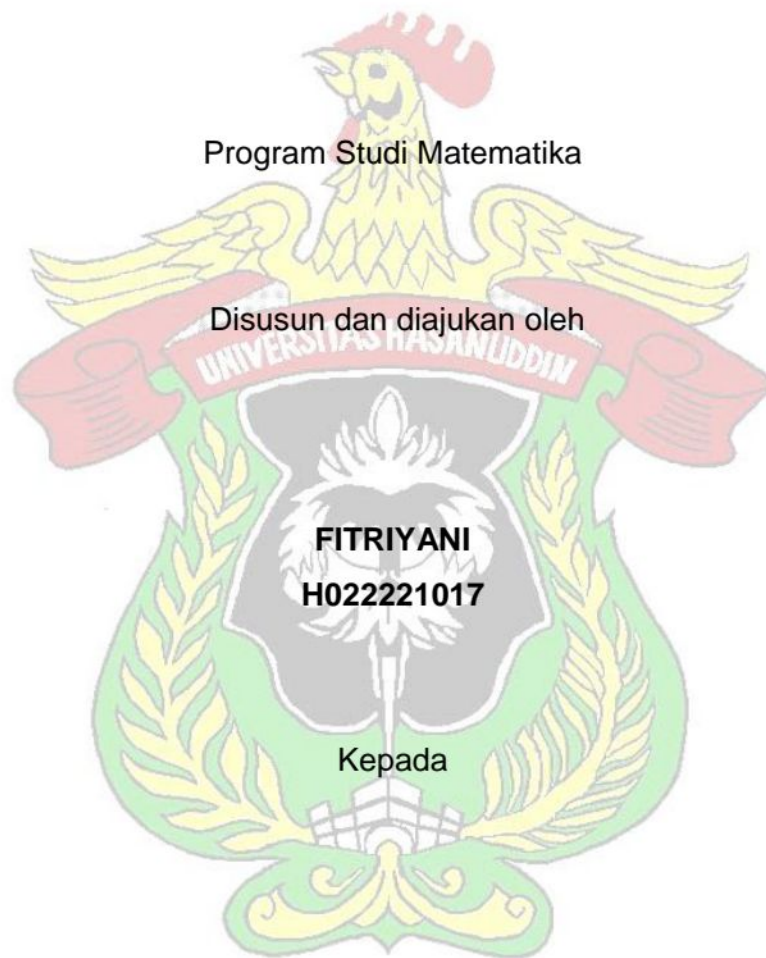 Program Studi Matematika
Disusun dan diajukan oleh
UNIVERSITAS HASANUDDIN
FITRIYANI
H022221017
Kepada